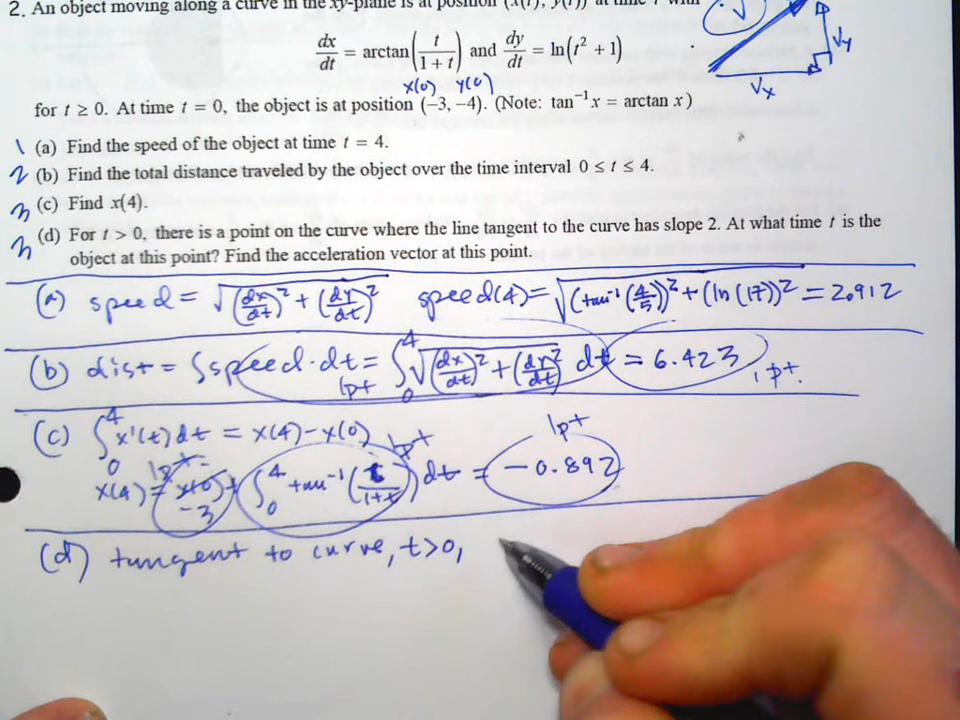 2. An object moving along a curve in the xy-plane is at position (x(t), y(t)) at time t with
dx/dt = arctan(t/(1+t)) and dy/dt = ln(t² + 1)
x(0) y(0)
for t ≥ 0. At time t = 0, the object is at position (−3, −4). (Note: tan⁻¹x = arctan x)
Vy
Vx
1 (a) Find the speed of the object at time t = 4.
2 (b) Find the total distance traveled by the object over the time interval 0 ≤ t ≤ 4.
3 (c) Find x(4).
3 (d) For t > 0, there is a point on the curve where the line tangent to the curve has slope 2. At what time t is the
object at this point? Find the acceleration vector at this point.
(a) speed = √((dx/dt)² + (dy/dt)²) speed(4) = √((tan⁻¹(4/5))² + (ln(17))²) = 2.912
(b) dist = ∫speed·dt = ∫₀⁴ √((dx/dt)² + (dy/dt)²) dt = 6.423
1pt 1pt.
(c) ∫₀⁴ x'(t)dt = x(4) − x(0)
1pt 1pt 1pt
x(4) = x(0) + ∫₀⁴ tan⁻¹(t/(1+t)) dt = −0.892
−3
(d) tangent to curve, t>0,